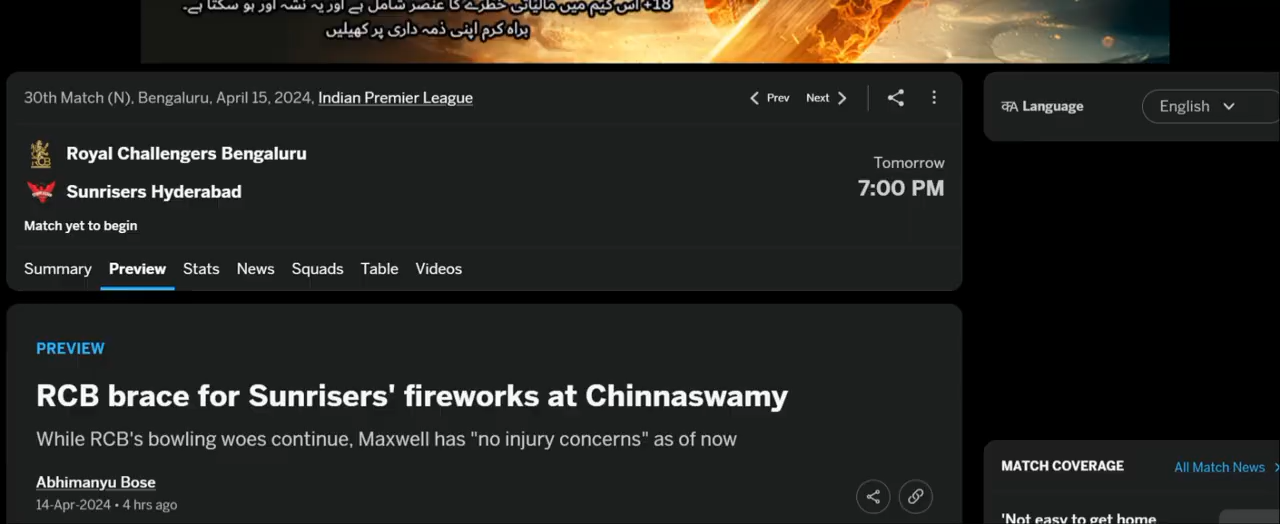 18+ اس گیم میں مالیاتی خطرے کا عنصر شامل ہے اور یہ نشہ آور ہو سکتا ہے۔
براہ کرم اپنی ذمہ داری پر کھیلیں
30th Match (N), Bengaluru, April 15, 2024, Indian Premier League
Prev Next
Language English
Royal Challengers Bengaluru
Sunrisers Hyderabad
Tomorrow
7:00 PM
Match yet to begin
Summary Preview Stats News Squads Table Videos
PREVIEW
RCB brace for Sunrisers' fireworks at Chinnaswamy
While RCB's bowling woes continue, Maxwell has "no injury concerns" as of now
Abhimanyu Bose
14-Apr-2024 • 4 hrs ago
MATCH COVERAGE All Match News
'Not easy to get home